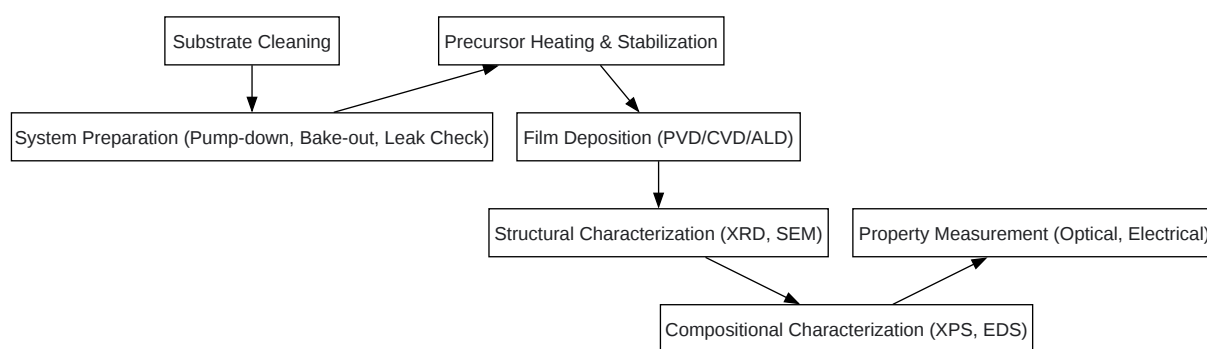 Substrate Cleaning
Precursor Heating & Stabilization
System Preparation (Pump-down, Bake-out, Leak Check)
Film Deposition (PVD/CVD/ALD)
Structural Characterization (XRD, SEM)
Property Measurement (Optical, Electrical)
Compositional Characterization (XPS, EDS)